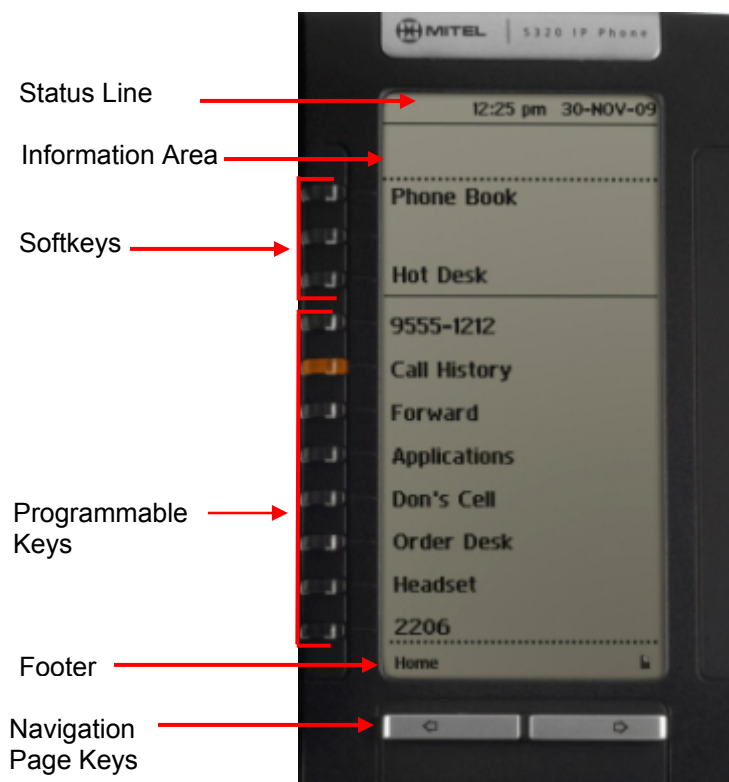 MITEL 5320 IP Phone
Status Line
12:25 pm 30-NOV-09
Information Area
Phone Book
Softkeys
Hot Desk
9555-1212
Call History
Forward
Applications
Don's Cell
Programmable
Keys
Order Desk
Headset
2206
Footer
Home
Navigation
Page Keys